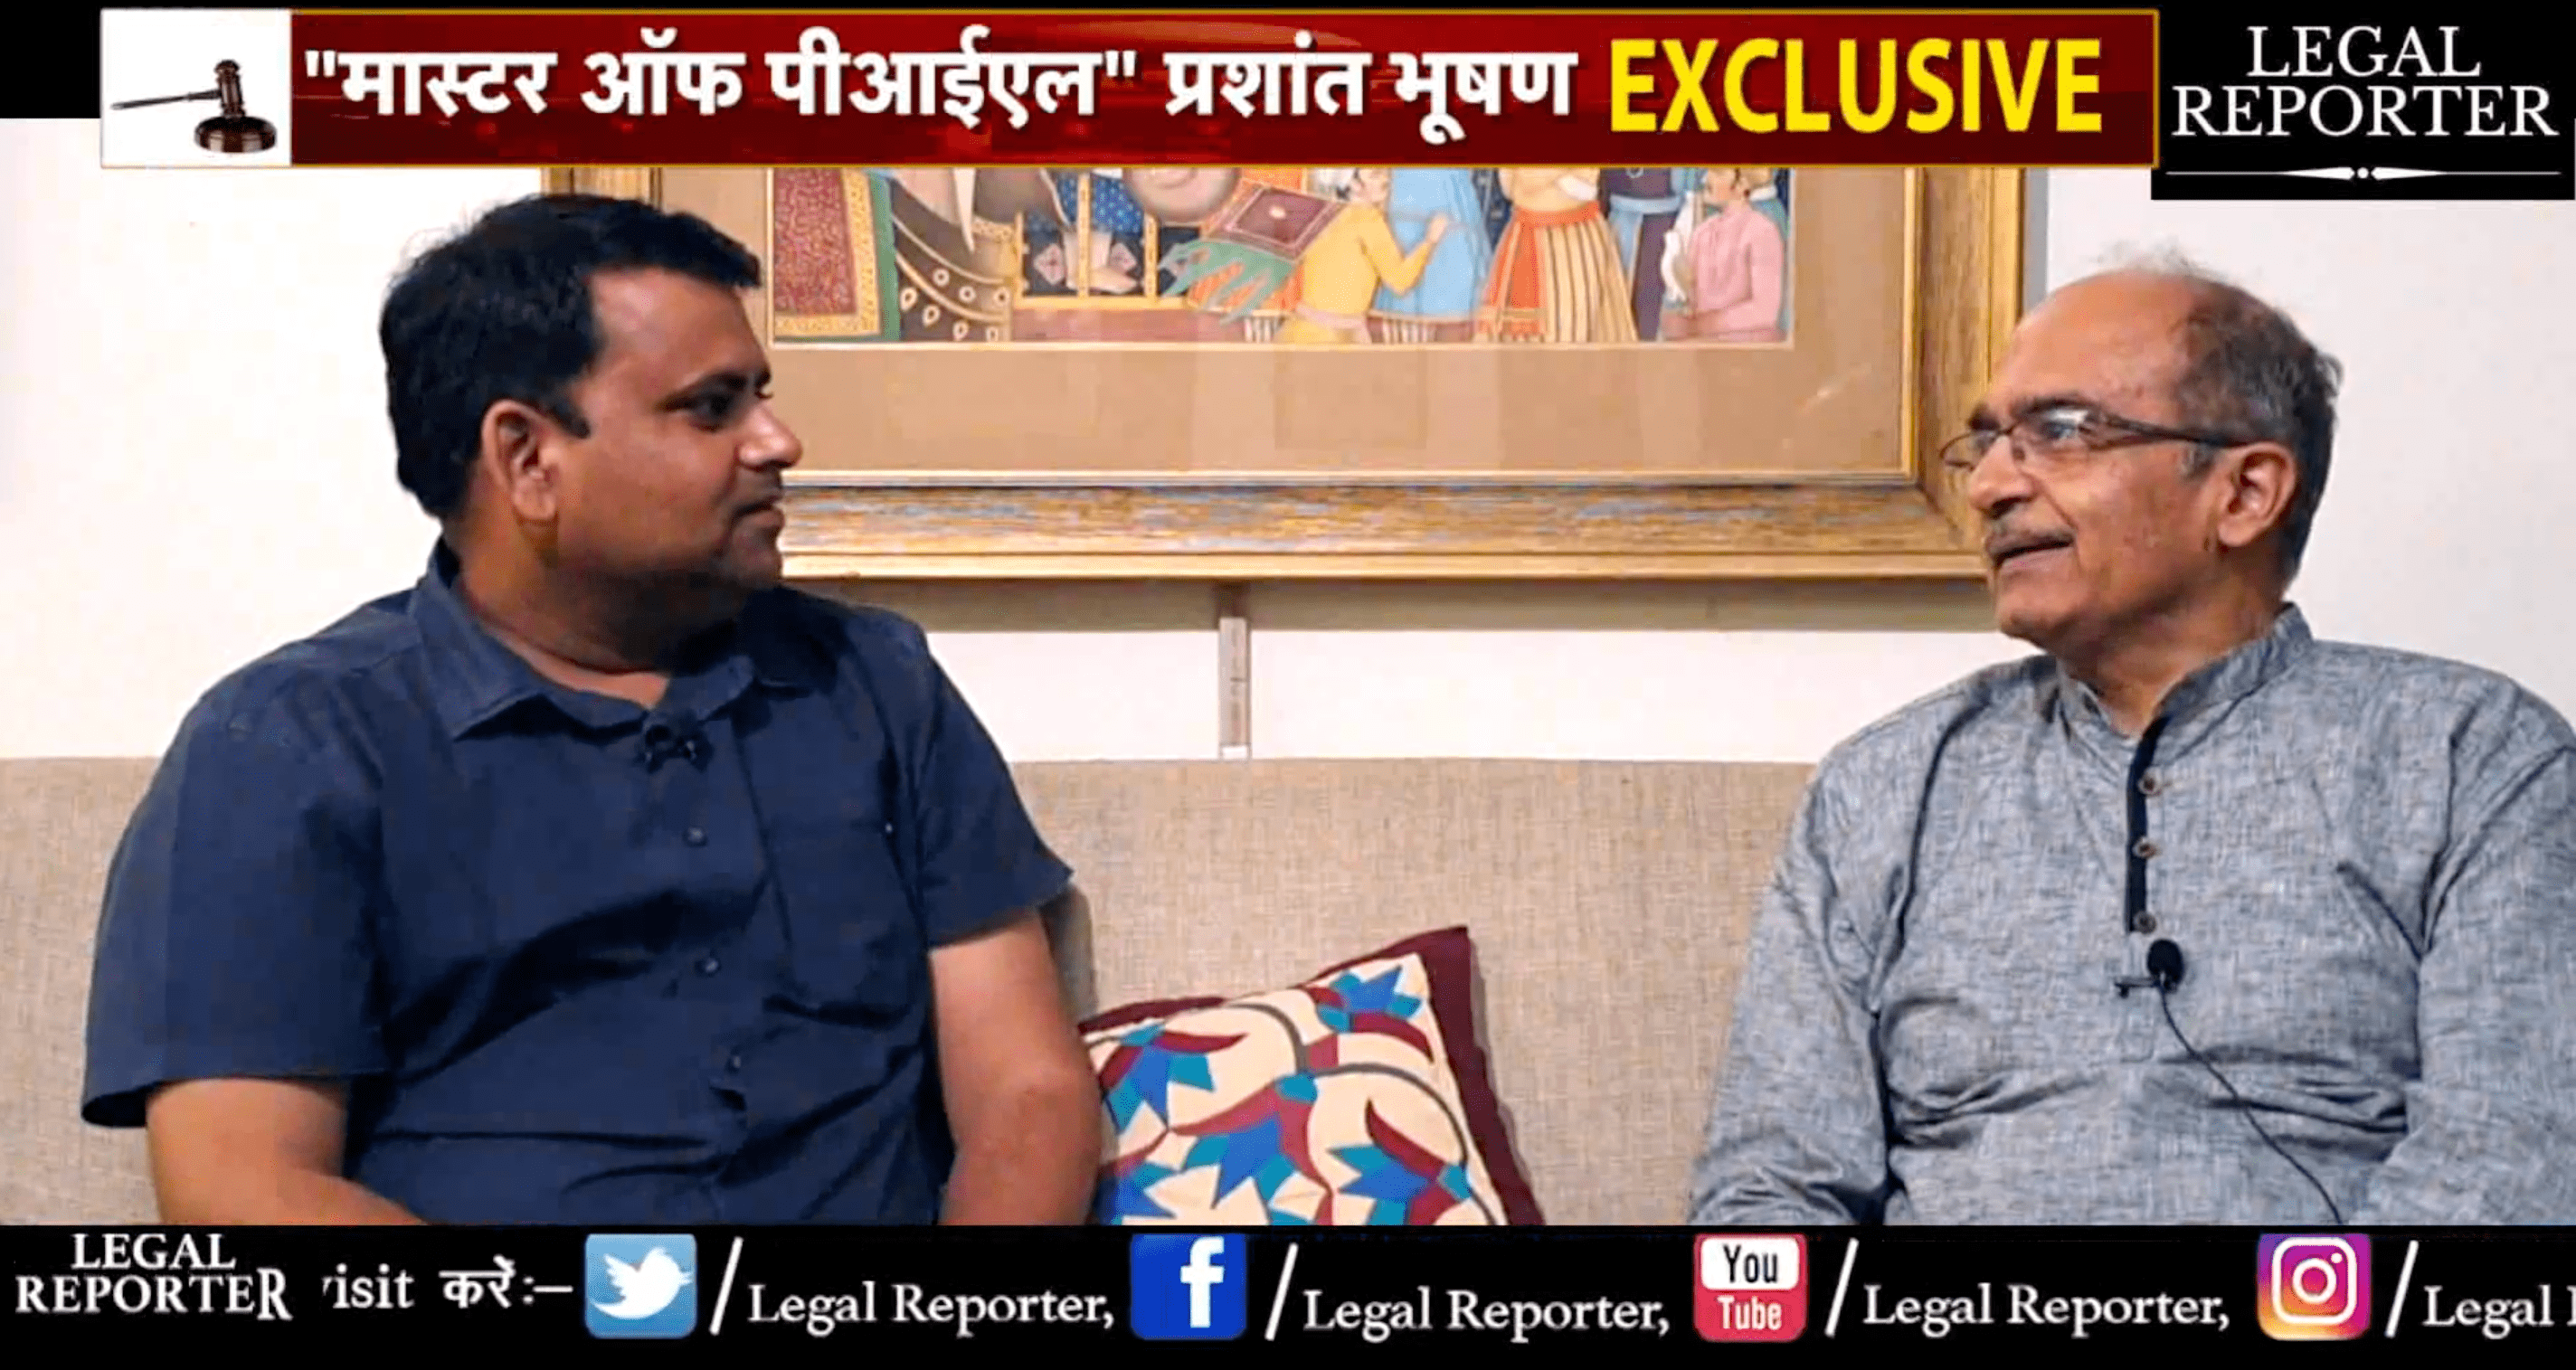 "मास्टर ऑफ पीआईएल" प्रशांत भूषण EXCLUSIVE
LEGAL
REPORTER
LEGAL
REPORTER visit करें:–
/Legal Reporter,
/Legal Reporter,
You
Tube
/Legal Reporter,
/Legal